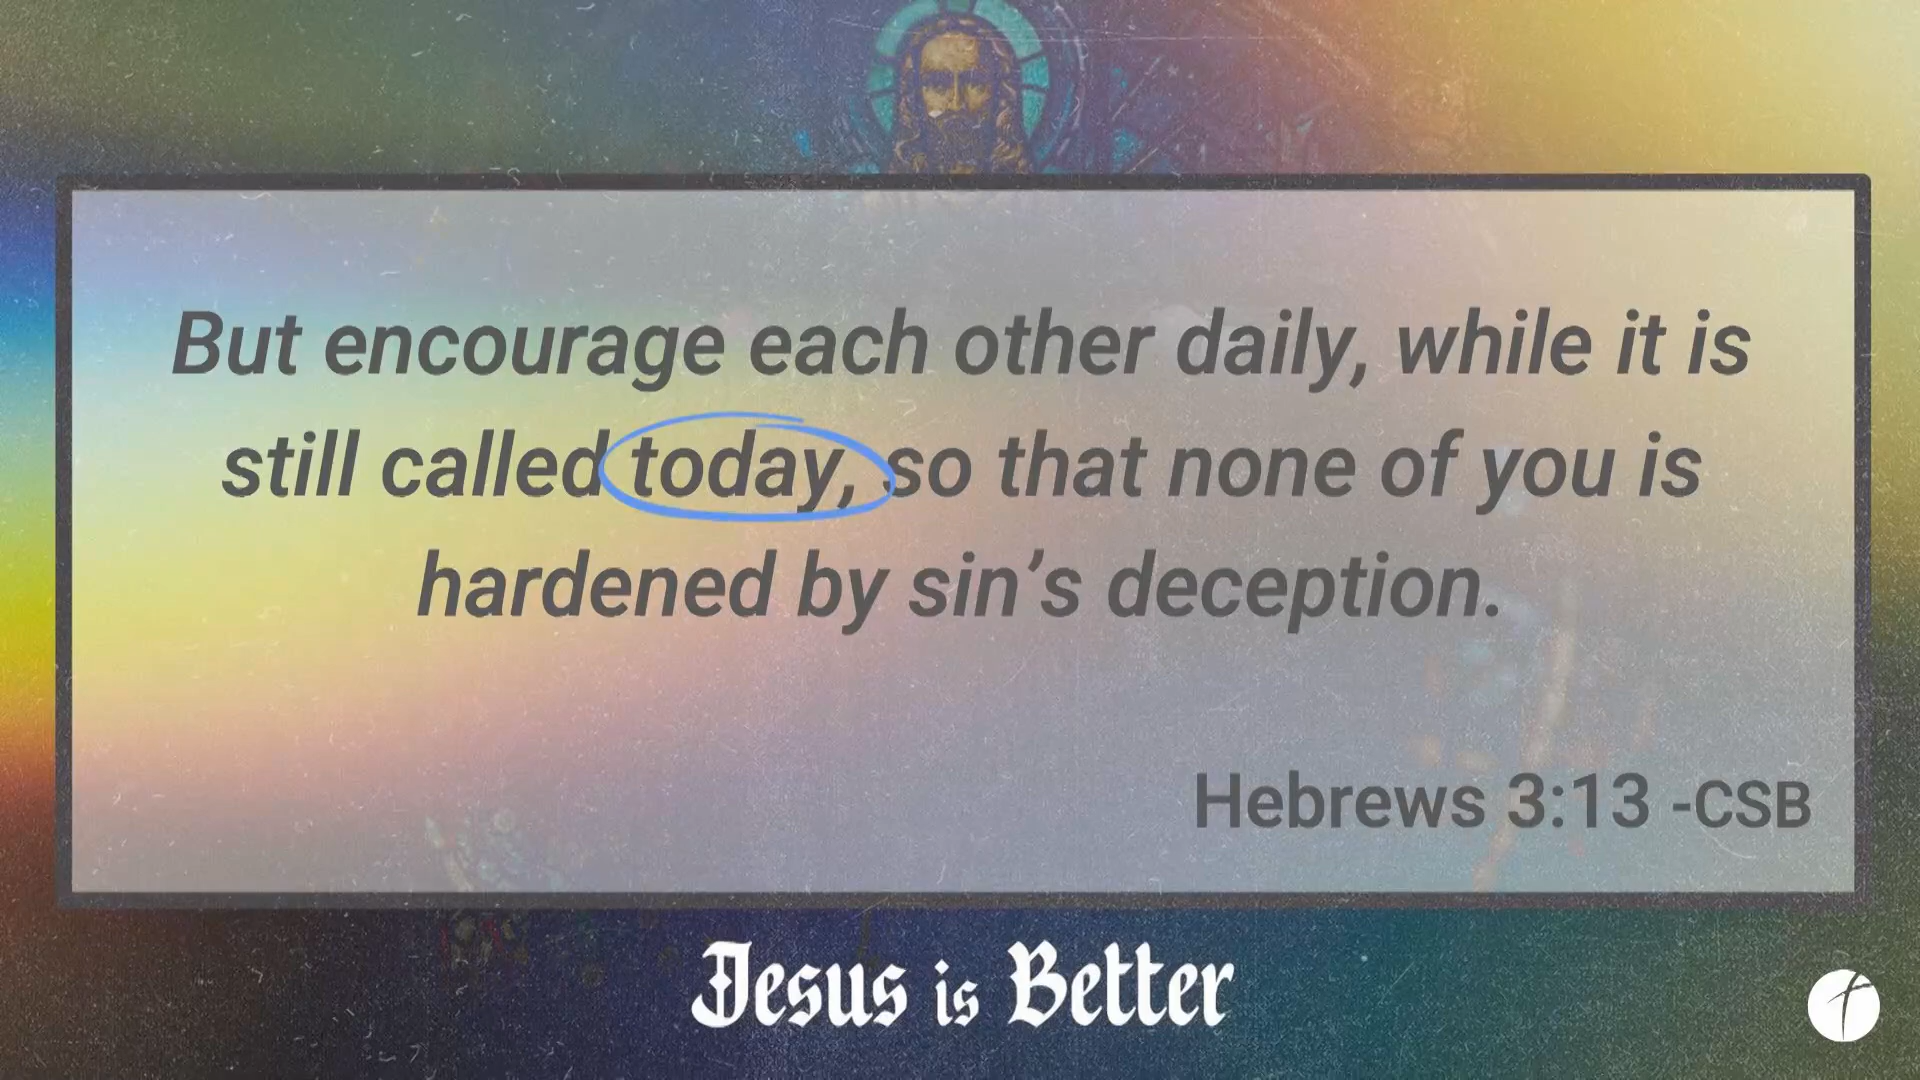 But encourage each other daily, while it is
still called today, so that none of you is
hardened by sin’s deception.
Hebrews 3:13 -CSB
Jesus is Better